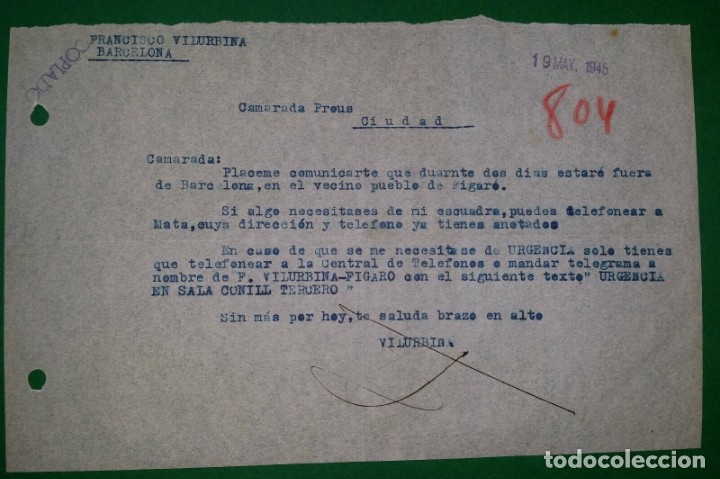 FRANCISCO VILURBINA
BARCELONA
COPIADO
19 MAY. 1945
804
Camarada Preus
Ciudad
Camarada:
Placeme comunicarte que duarnte dos dias estaré fuera
de Barcelona,en el vecino pueblo de Figaró.
Si algo necesitases de mi escuadra, puedes telefonear a
Mata, cuya dirección y telefono ya tienes anotados
En caso de que se me necesitase de URGENCIA solo tienes
que telefonear a la Central de Telefonos o mandar telegrama a
nombre de F. VILURBINA-FIGARO con el siguiente texto" URGENCIA
EN SALA CONILL TERCERO "
Sin más por hoy,te saluda brazo en alto
VILURBINA
todocoleccion.net